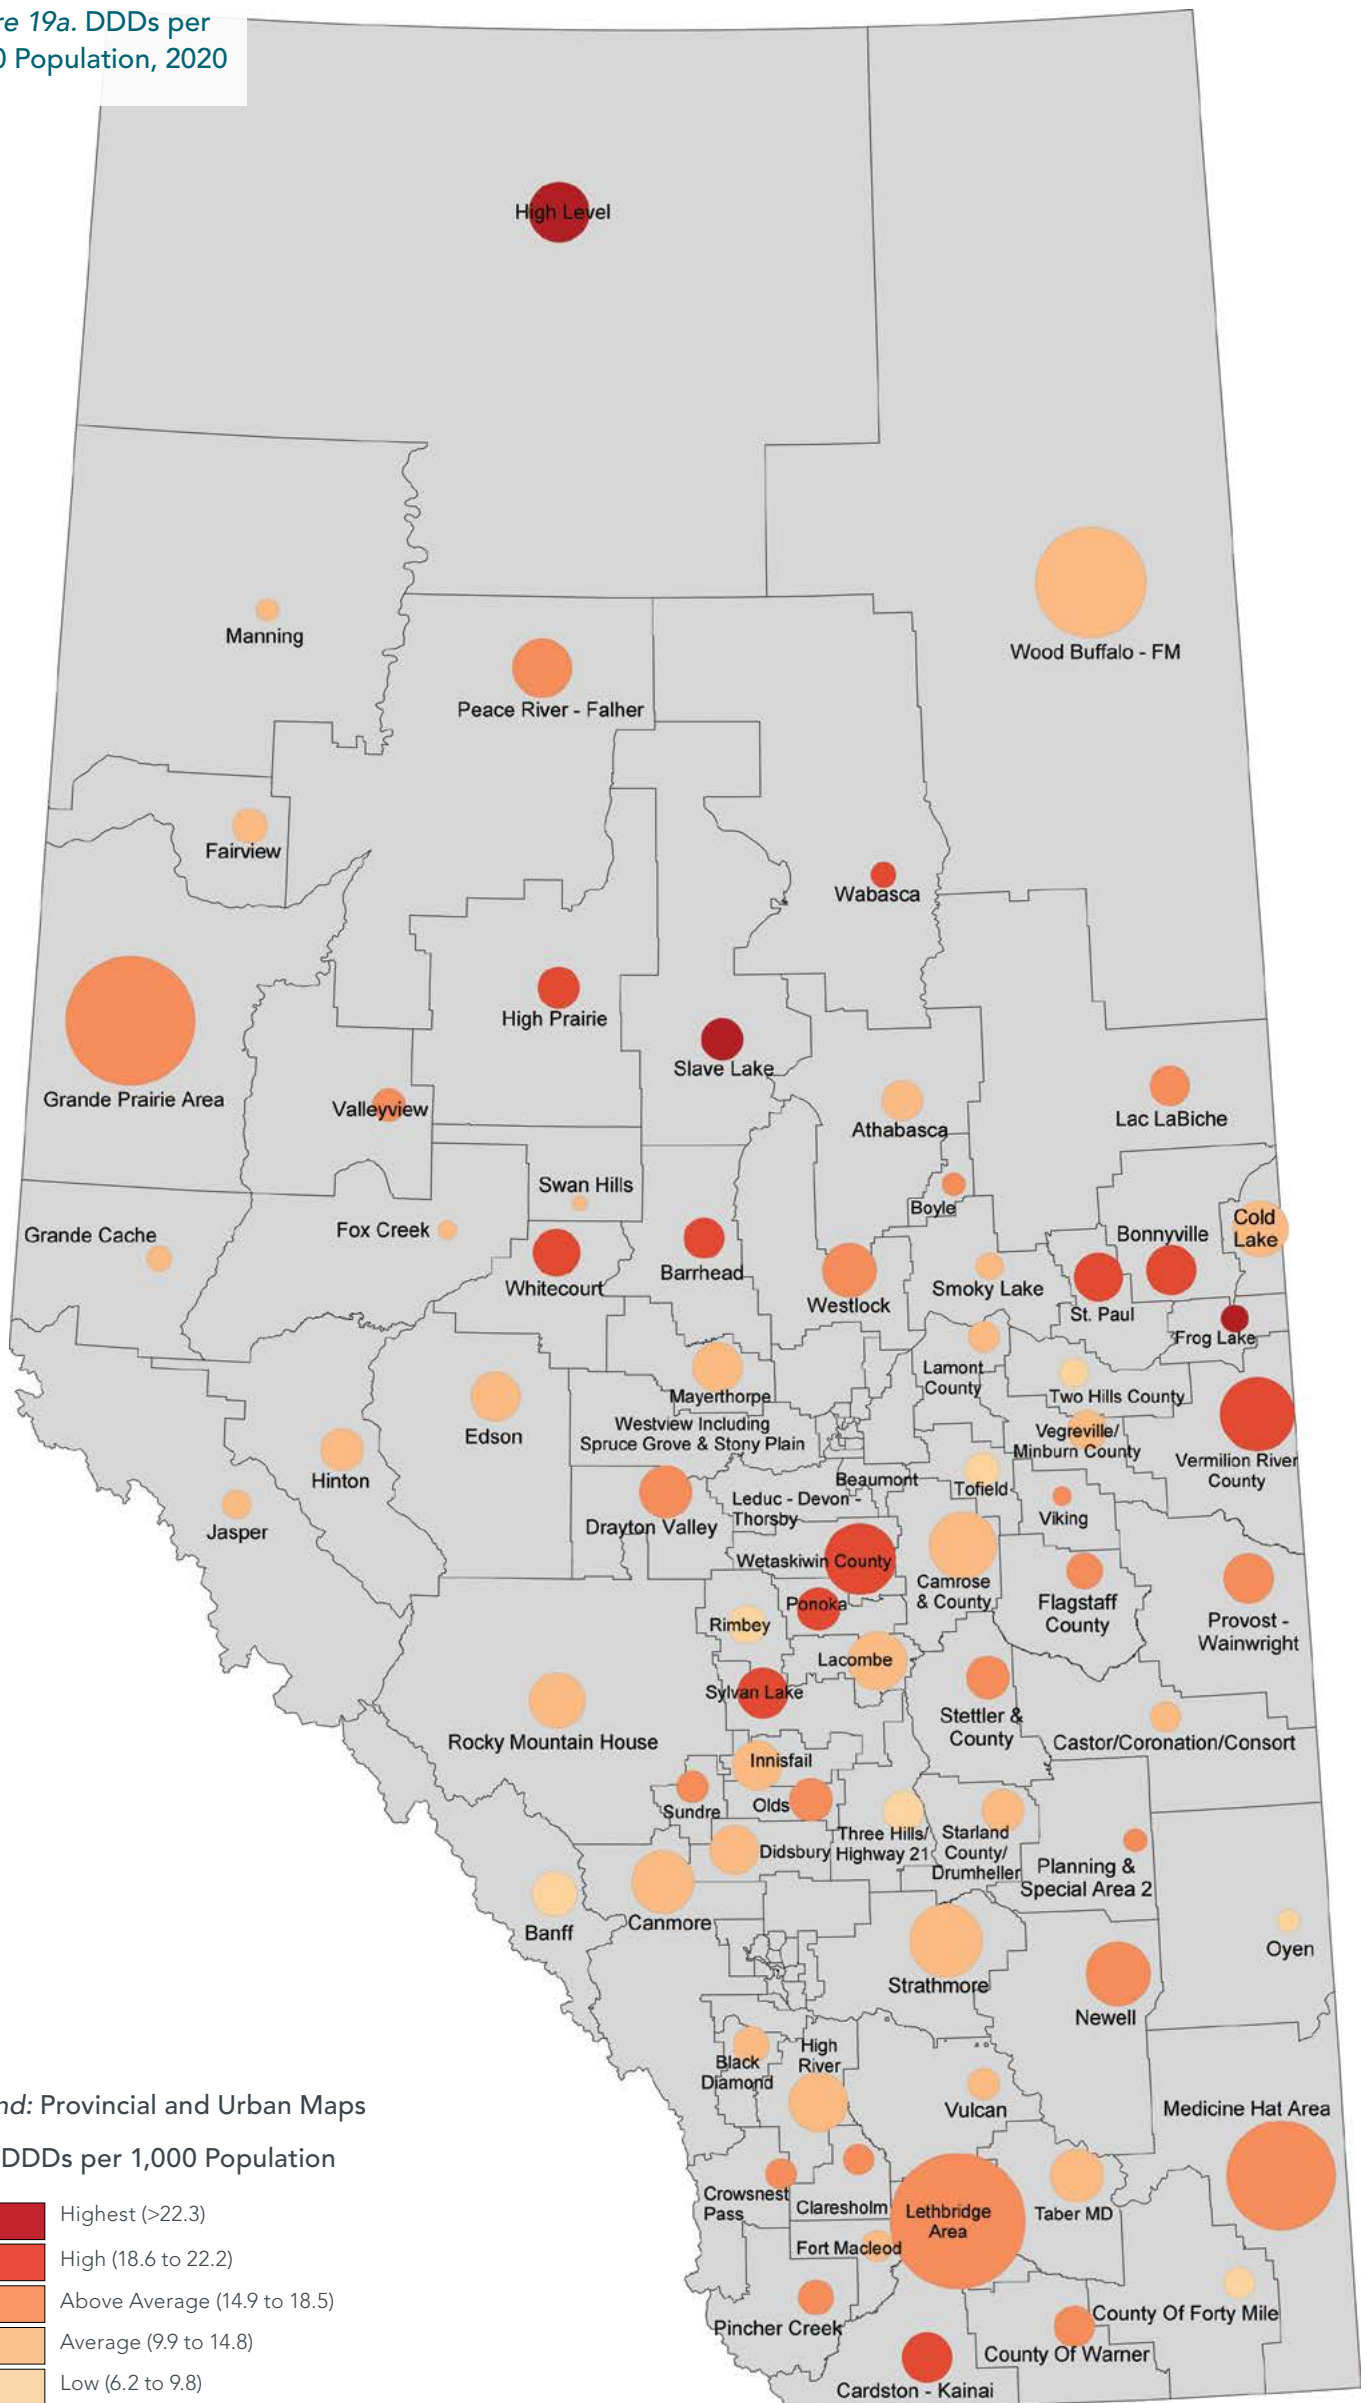 re 19a. DDDs per
0 Population, 2020
High Level
Manning
Wood Buffalo - FM
Peace River - Falher
Fairview
Wabasca
High Prairie
Slave Lake
Grande Prairie Area
Valleyview
Athabasca
Lac LaBiche
Swan Hills
Boyle
Grande Cache
Fox Creek
Cold
Lake
Bonnyville
Whitecourt
Barrhead
Westlock
Smoky Lake
St. Paul
Frog Lake
Lamont
County
Mayerthorpe
Two Hills County
Edson
Westview Including
Spruce Grove & Stony Plain
Vegreville/
Minburn County
Vermilion River
County
Hinton
Beaumont
Tofield
Jasper
Drayton Valley
Leduc - Devon -
Thorsby
Viking
Wetaskiwin County
Camrose
& County
Ponoka
Flagstaff
County
Provost -
Wainwright
Rimbey
Lacombe
Sylvan Lake
Rocky Mountain House
Stettler &
County
Castor/Coronation/Consort
Innisfail
Sundre
Olds
Three Hills/
Highway 21
Starland
County/
Drumheller
Didsbury
Planning &
Special Area 2
Banff
Canmore
Oyen
Strathmore
Newell
Black
Diamond
High
River
Vulcan
Medicine Hat Area
nd: Provincial and Urban Maps
DDDs per 1,000 Population
Crowsnest
Pass
Claresholm
Lethbridge
Area
Taber MD
Highest (>22.3)
Fort Macleod
High (18.6 to 22.2)
Above Average (14.9 to 18.5)
Pincher Creek
County Of Forty Mile
Average (9.9 to 14.8)
County Of Warner
Low (6.2 to 9.8)
Cardston - Kainai